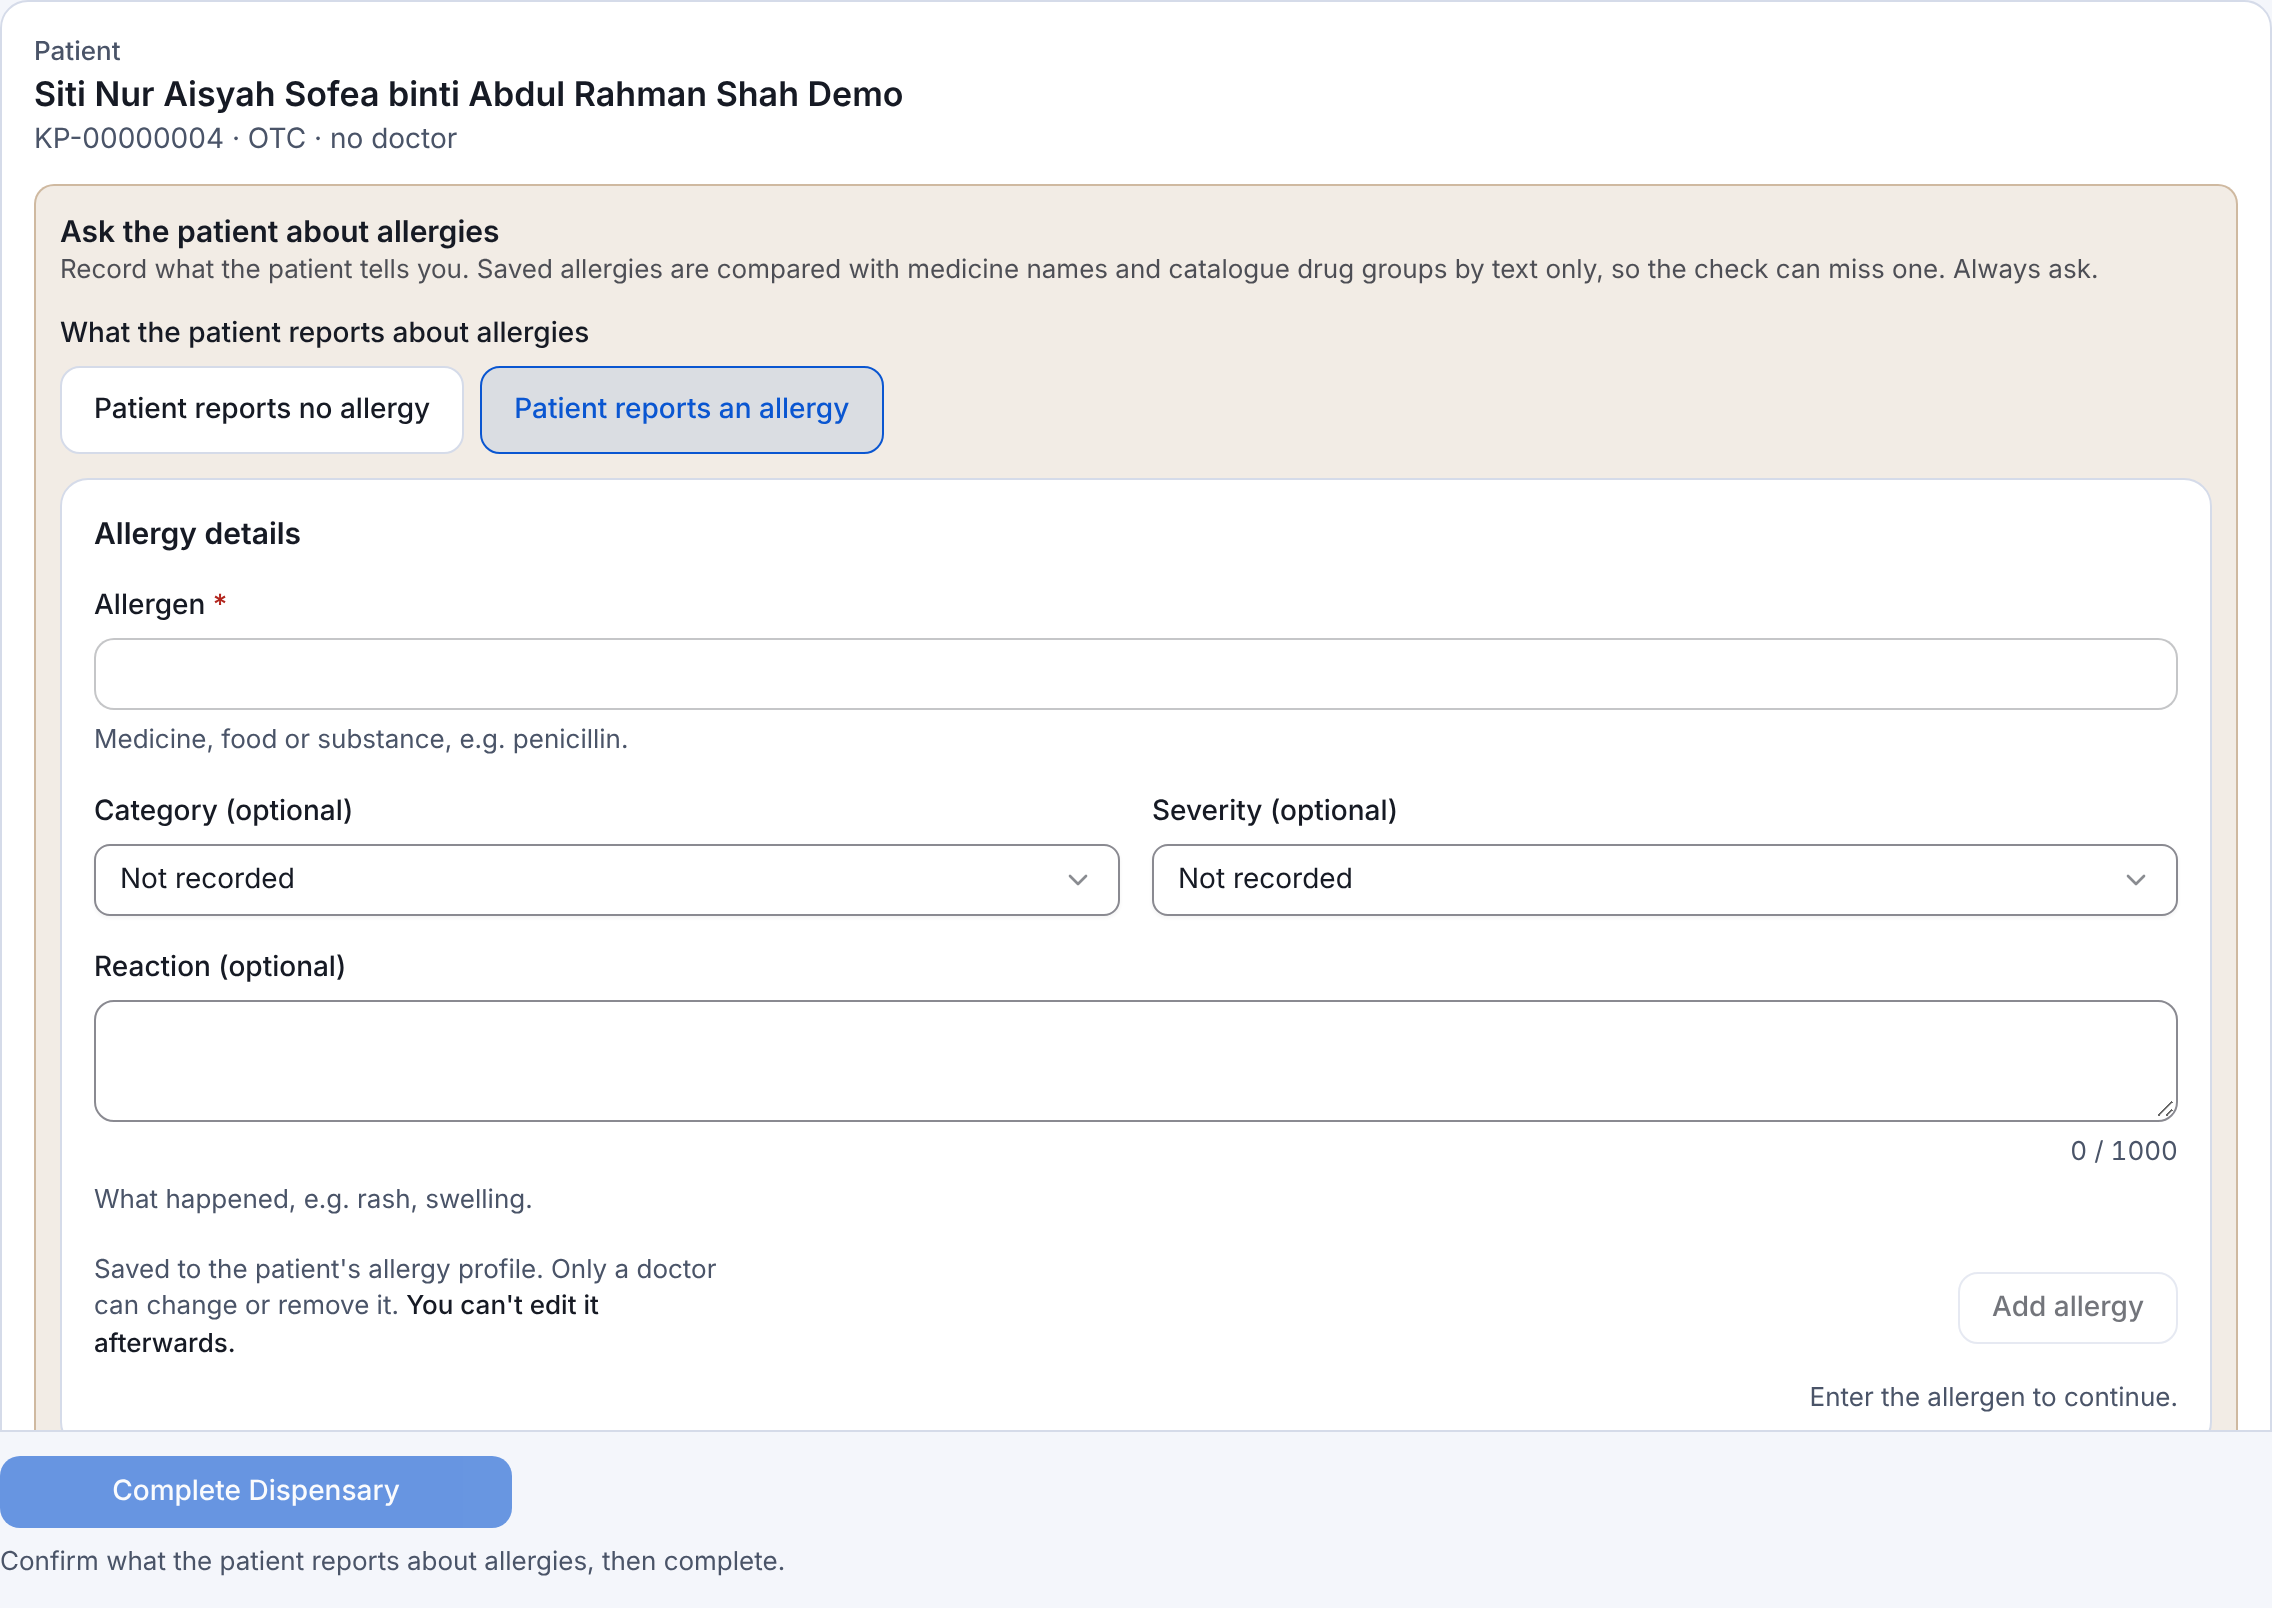 Patient
Siti Nur Aisyah Sofea binti Abdul Rahman Shah Demo
KP-00000004 · OTC · no doctor
Ask the patient about allergies
Record what the patient tells you. Saved allergies are compared with medicine names and catalogue drug groups by text only, so the check can miss one. Always ask.
What the patient reports about allergies
Patient reports no allergy
Patient reports an allergy
Allergy details
Allergen *
Medicine, food or substance, e.g. penicillin.
Category (optional)
Severity (optional)
Not recorded
Not recorded
Reaction (optional)
0 / 1000
What happened, e.g. rash, swelling.
Saved to the patient's allergy profile. Only a doctor
can change or remove it. You can't edit it
afterwards.
Add allergy
Enter the allergen to continue.
Complete Dispensary
Confirm what the patient reports about allergies, then complete.